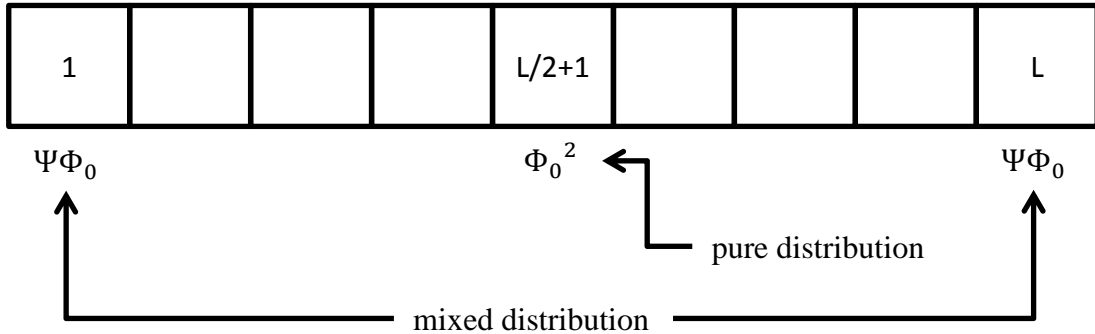 1 L/2+1 L
ΨΦ₀ Φ₀² ΨΦ₀
pure distribution
mixed distribution